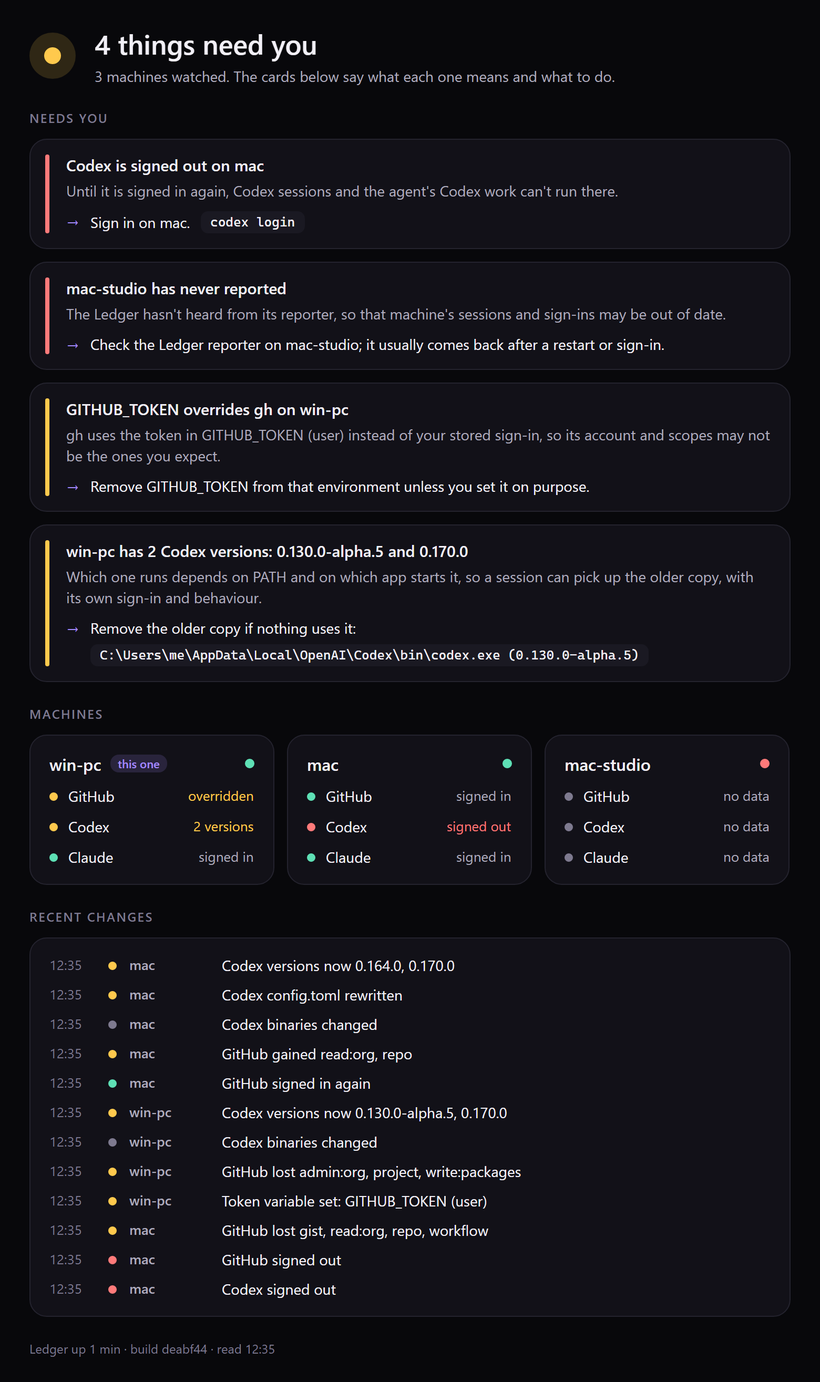 4 things need you
3 machines watched. The cards below say what each one means and what to do.
NEEDS YOU
Codex is signed out on mac
Until it is signed in again, Codex sessions and the agent's Codex work can't run there.
→ Sign in on mac. codex login
mac-studio has never reported
The Ledger hasn't heard from its reporter, so that machine's sessions and sign-ins may be out of date.
→ Check the Ledger reporter on mac-studio; it usually comes back after a restart or sign-in.
GITHUB_TOKEN overrides gh on win-pc
gh uses the token in GITHUB_TOKEN (user) instead of your stored sign-in, so its account and scopes may not
be the ones you expect.
→ Remove GITHUB_TOKEN from that environment unless you set it on purpose.
win-pc has 2 Codex versions: 0.130.0-alpha.5 and 0.170.0
Which one runs depends on PATH and on which app starts it, so a session can pick up the older copy, with
its own sign-in and behaviour.
→ Remove the older copy if nothing uses it:
C:\Users\me\AppData\Local\OpenAI\Codex\bin\codex.exe (0.130.0-alpha.5)
MACHINES
win-pc this one
GitHub overridden
Codex 2 versions
Claude signed in
mac
GitHub signed in
Codex signed out
Claude signed in
mac-studio
GitHub no data
Codex no data
Claude no data
RECENT CHANGES
12:35 mac Codex versions now 0.164.0, 0.170.0
12:35 mac Codex config.toml rewritten
12:35 mac Codex binaries changed
12:35 mac GitHub gained read:org, repo
12:35 mac GitHub signed in again
12:35 win-pc Codex versions now 0.130.0-alpha.5, 0.170.0
12:35 win-pc Codex binaries changed
12:35 win-pc GitHub lost admin:org, project, write:packages
12:35 win-pc Token variable set: GITHUB_TOKEN (user)
12:35 mac GitHub lost gist, read:org, repo, workflow
12:35 mac GitHub signed out
12:35 mac Codex signed out
Ledger up 1 min · build deabf44 · read 12:35